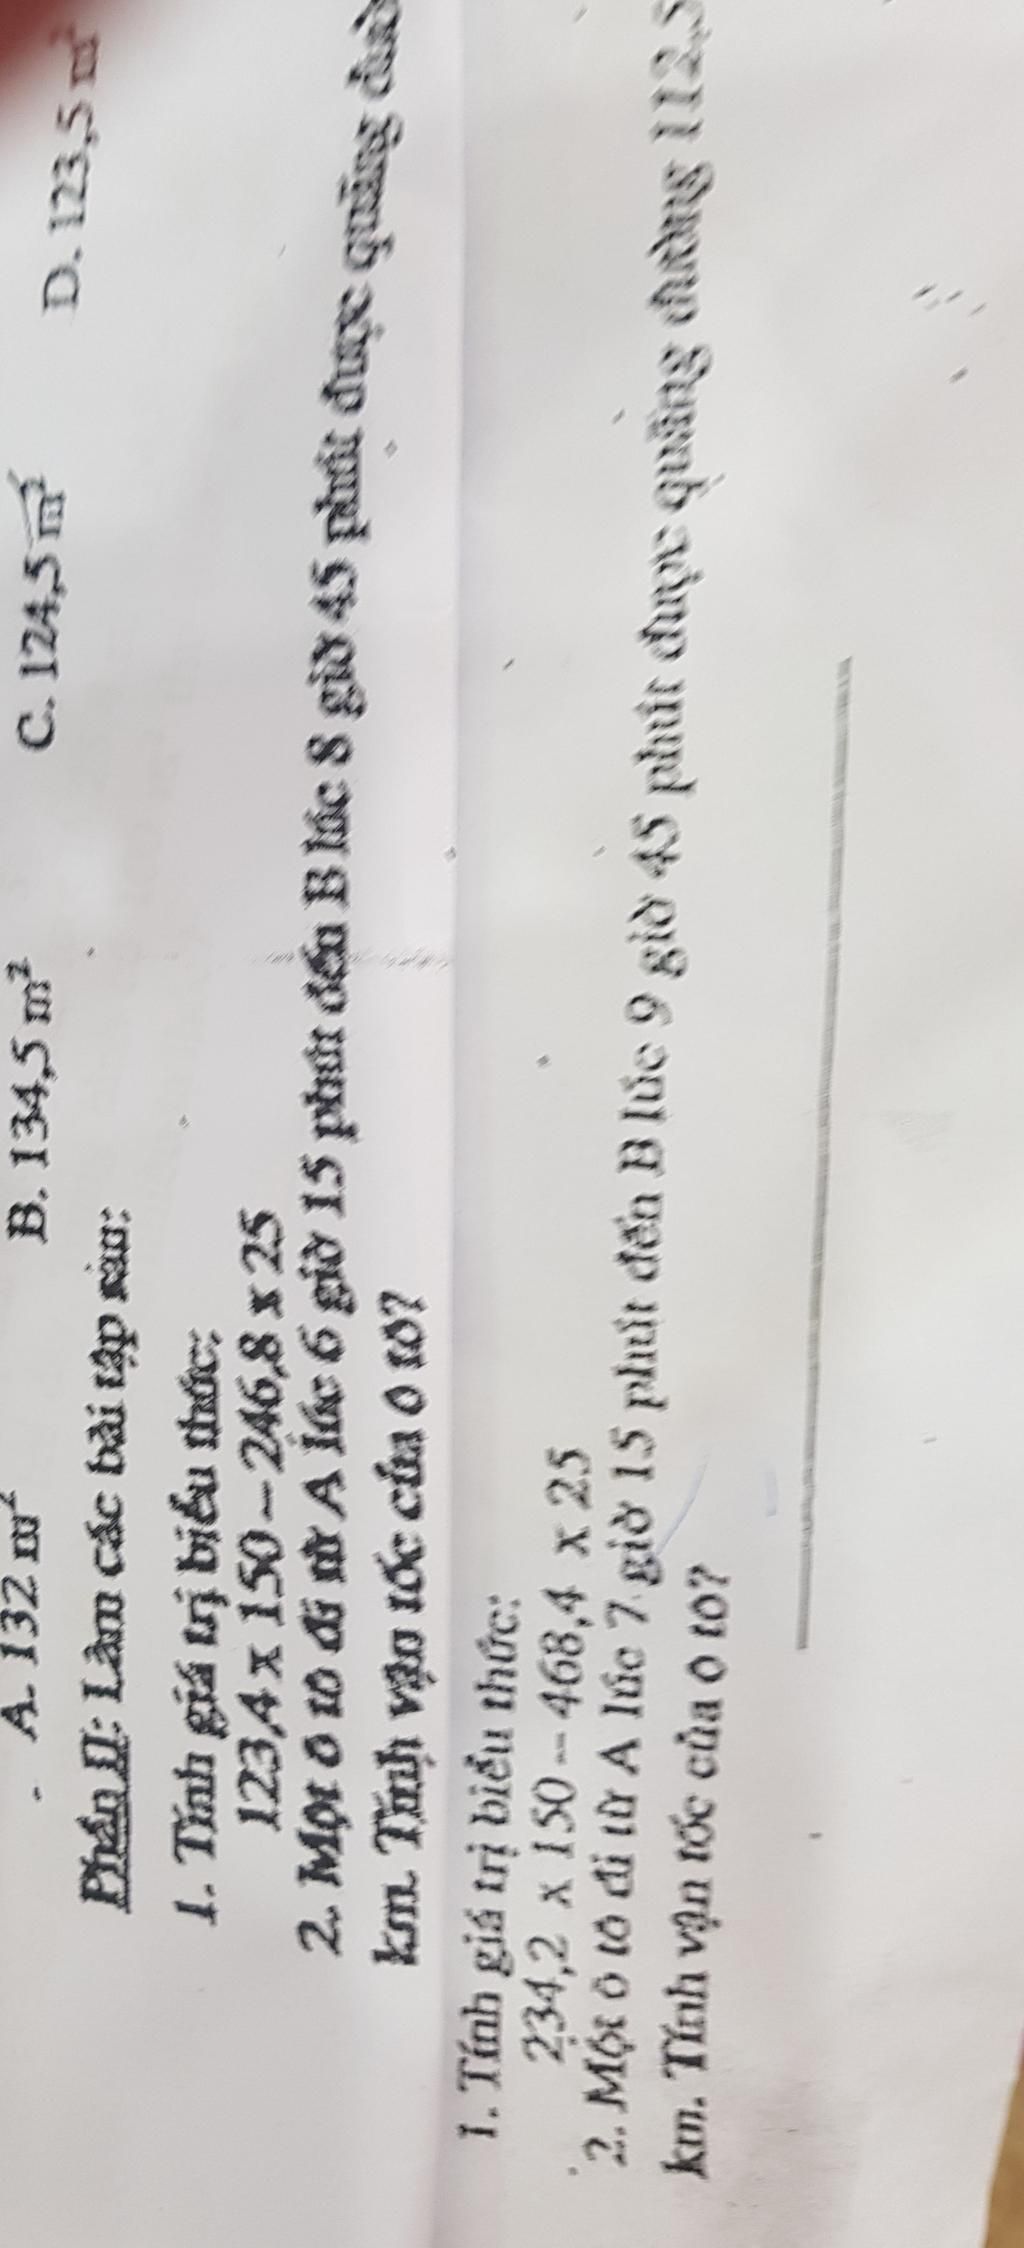 A. 132 m² B. 134,5 m² C. 124,5 m² D. 123,5 m²
Phần II: Làm các bài tập sau:
1. Tính giá trị biểu thức:
123,4 x 150 – 246,8 x 25
2. Một ô tô đi từ A lúc 6 giờ 15 phút đến B lúc 8 giờ 45 phút được quãng
km. Tính vận tốc của ô tô?
1. Tính giá trị biểu thức:
234,2 x 150 – 468,4 x 25
2. Một ô tô đi từ A lúc 7 giờ 15 phút đến B lúc 9 giờ 45 phút được quãng đường 112,5
km. Tính vận tốc của ô tô?